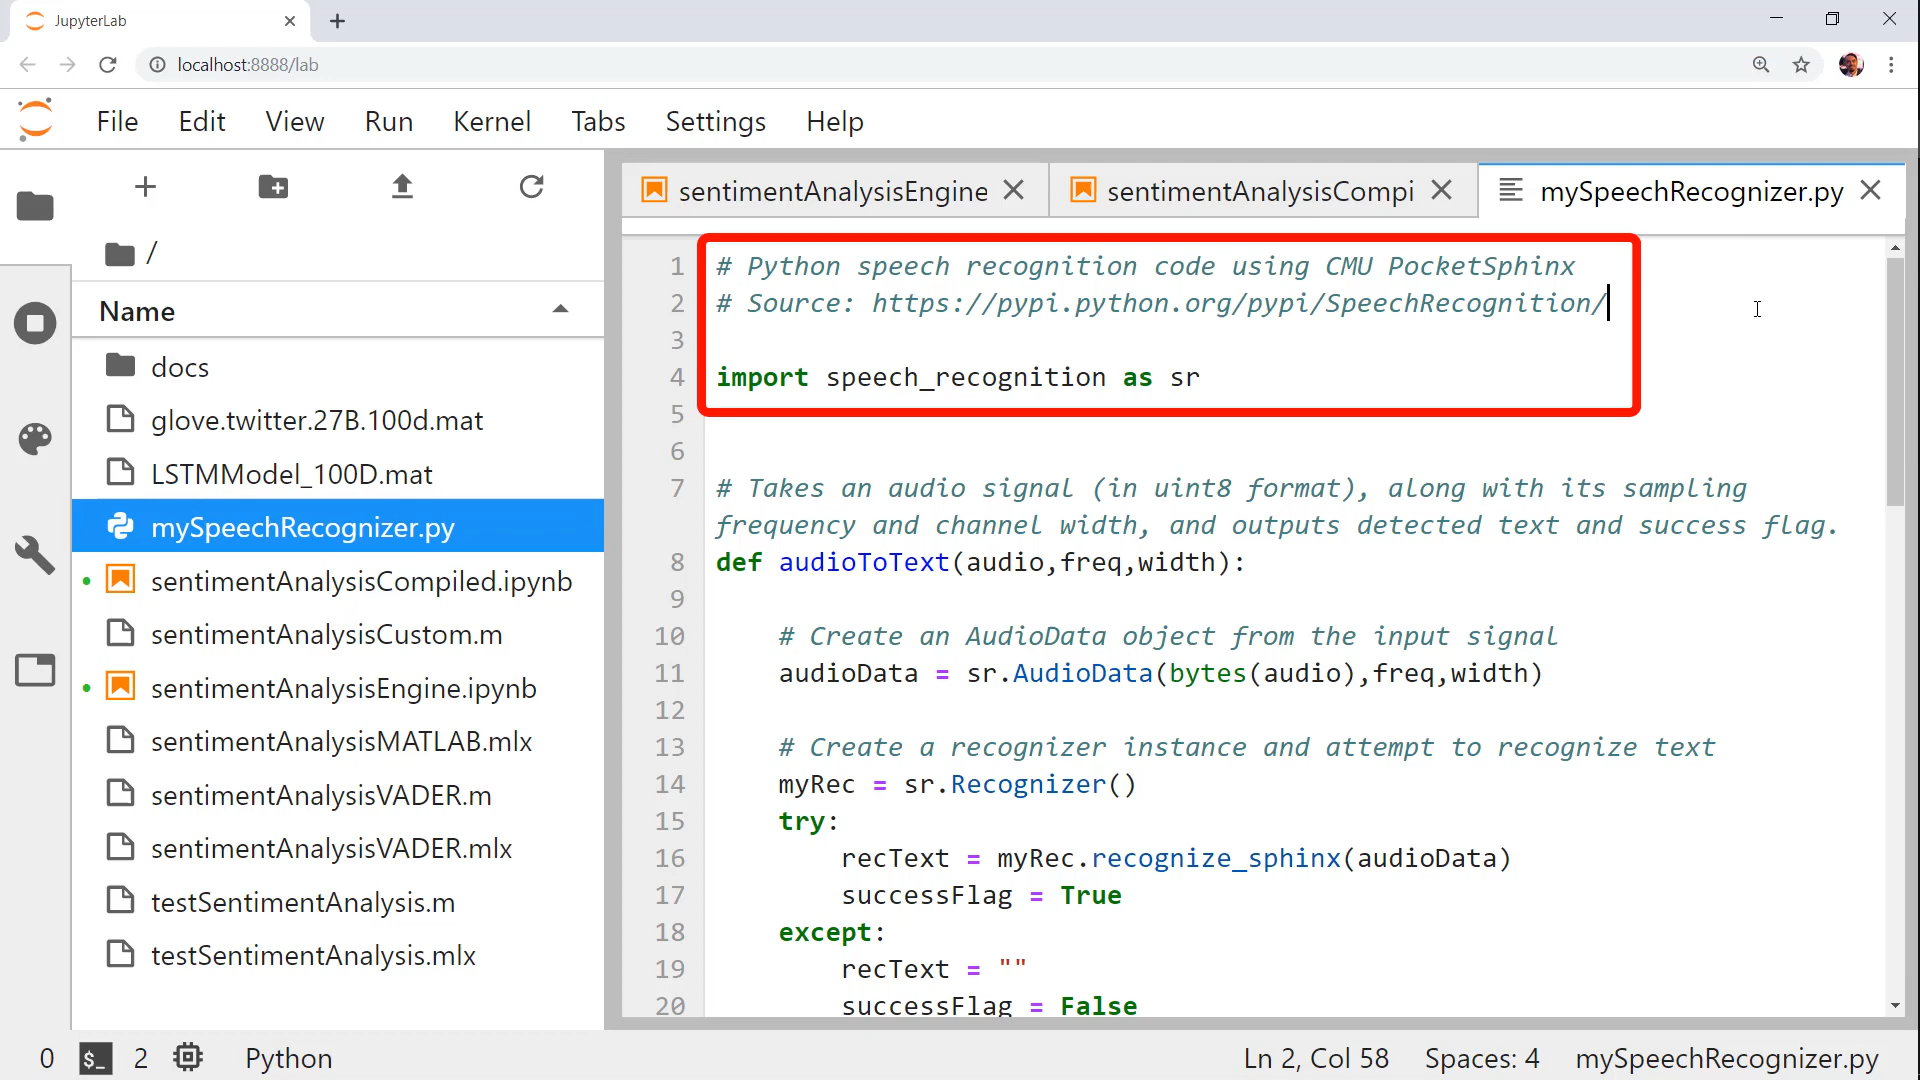 JupyterLab
localhost:8888/lab
File Edit View Run Kernel Tabs Settings Help
/
Name
docs
glove.twitter.27B.100d.mat
LSTMModel_100D.mat
mySpeechRecognizer.py
sentimentAnalysisCompiled.ipynb
sentimentAnalysisCustom.m
sentimentAnalysisEngine.ipynb
sentimentAnalysisMATLAB.mlx
sentimentAnalysisVADER.m
sentimentAnalysisVADER.mlx
testSentimentAnalysis.m
testSentimentAnalysis.mlx
sentimentAnalysisEngine sentimentAnalysisCompi mySpeechRecognizer.py
1 # Python speech recognition code using CMU PocketSphinx
2 # Source: https://pypi.python.org/pypi/SpeechRecognition/
3
4 import speech_recognition as sr
5
6
7 # Takes an audio signal (in uint8 format), along with its sampling
frequency and channel width, and outputs detected text and success flag.
8 def audioToText(audio,freq,width):
9
10 # Create an AudioData object from the input signal
11 audioData = sr.AudioData(bytes(audio),freq,width)
12
13 # Create a recognizer instance and attempt to recognize text
14 myRec = sr.Recognizer()
15 try:
16 recText = myRec.recognize_sphinx(audioData)
17 successFlag = True
18 except:
19 recText = ""
20 successFlag = False
0 $_ 2 Python Ln 2, Col 58 Spaces: 4 mySpeechRecognizer.py